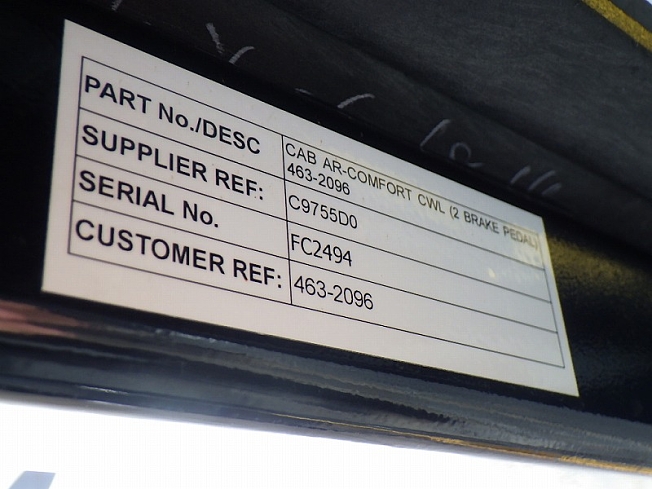 PART No./DESC CAB AR-COMFORT CWL (2 BRAKE PEDAL)
463-2096
SUPPLIER REF: C9755D0
SERIAL No. FC2494
CUSTOMER REF: 463-2096